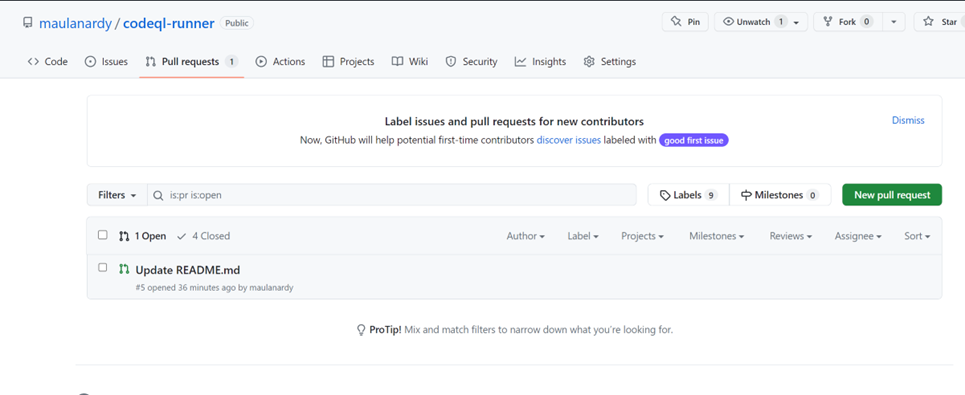 maulanardy / codeql-runner Public Pin Unwatch 1 Fork 0 Star
Code Issues Pull requests 1 Actions Projects Wiki Security Insights Settings
Label issues and pull requests for new contributors Dismiss
Now, GitHub will help potential first-time contributors discover issues labeled with good first issue
Filters is:pr is:open Labels 9 Milestones 0 New pull request
1 Open 4 Closed Author Label Projects Milestones Reviews Assignee Sort
Update README.md
#5 opened 36 minutes ago by maulanardy
ProTip! Mix and match filters to narrow down what you're looking for.